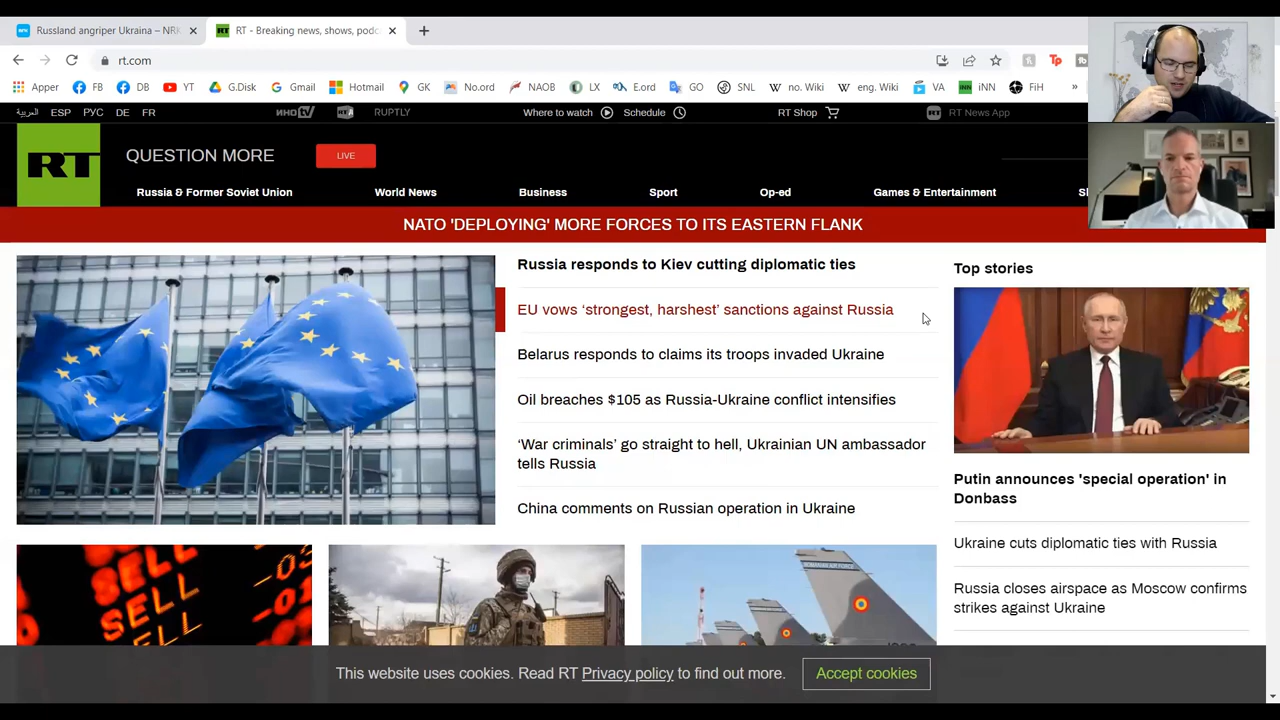 Russland angriper Ukraina – NRK
RT - Breaking news, shows, podc
rt.com
Apper
FB
DB
YT
G.Disk
Gmail
Hotmail
GK
No.ord
NAOB
LX
E.ord
GO
SNL
no. Wiki
eng. Wiki
VA
iNN
FiH
»
العربية
ESP
РУС
DE
FR
ИНОTV
RUPTLY
Where to watch
Schedule
RT Shop
RT News App
RT
QUESTION MORE
LIVE
Russia & Former Soviet Union
World News
Business
Sport
Op-ed
Games & Entertainment
NATO 'DEPLOYING' MORE FORCES TO ITS EASTERN FLANK
Russia responds to Kiev cutting diplomatic ties
EU vows ‘strongest, harshest’ sanctions against Russia
Belarus responds to claims its troops invaded Ukraine
Oil breaches $105 as Russia-Ukraine conflict intensifies
‘War criminals’ go straight to hell, Ukrainian UN ambassador
tells Russia
China comments on Russian operation in Ukraine
Top stories
Putin announces 'special operation' in
Donbass
Ukraine cuts diplomatic ties with Russia
Russia closes airspace as Moscow confirms
strikes against Ukraine
SELL
SELL
SELL
This website uses cookies. Read RT Privacy policy to find out more.
Accept cookies